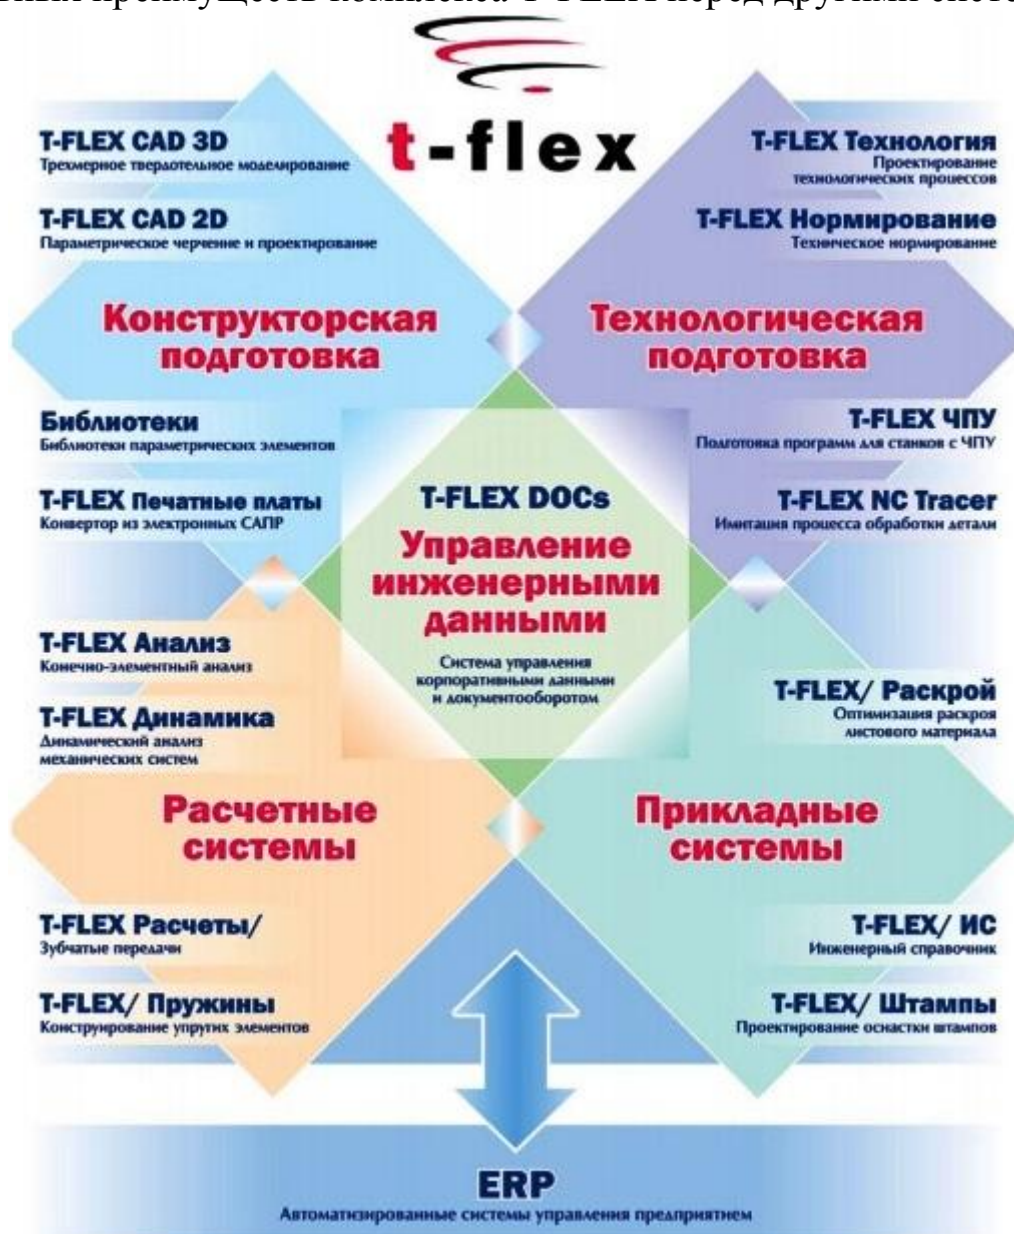 преимуществ комплекса T-FLEX перед другими
t-flex
T-FLEX CAD 3D
Трехмерное твердотельное моделирование
T-FLEX CAD 2D
Параметрическое черчение и проектирование
Конструкторская
подготовка
Библиотеки
Библиотеки параметрических элементов
T-FLEX Печатные платы
Конвертор из электронных САПР
T-FLEX Технология
Проектирование
технологических процессов
T-FLEX Нормирование
Техническое нормирование
Технологическая
подготовка
T-FLEX ЧПУ
Подготовка программ для станков с ЧПУ
T-FLEX NC Tracer
Имитация процесса обработки детали
T-FLEX DOCs
Управление
инженерными
данными
Система управления
корпоративными данными
и документооборотом
T-FLEX Анализ
Конечно-элементный анализ
T-FLEX Динамика
Динамический анализ
механических систем
Расчетные
системы
T-FLEX Расчеты/
Зубчатые передачи
T-FLEX/ Пружины
Конструирование упругих элементов
T-FLEX/ Раскрой
Оптимизация раскроя
листового материала
Прикладные
системы
T-FLEX/ ИС
Инженерный справочник
T-FLEX/ Штампы
Проектирование оснастки штампов
ERP
Автоматизированные системы управления предприятием